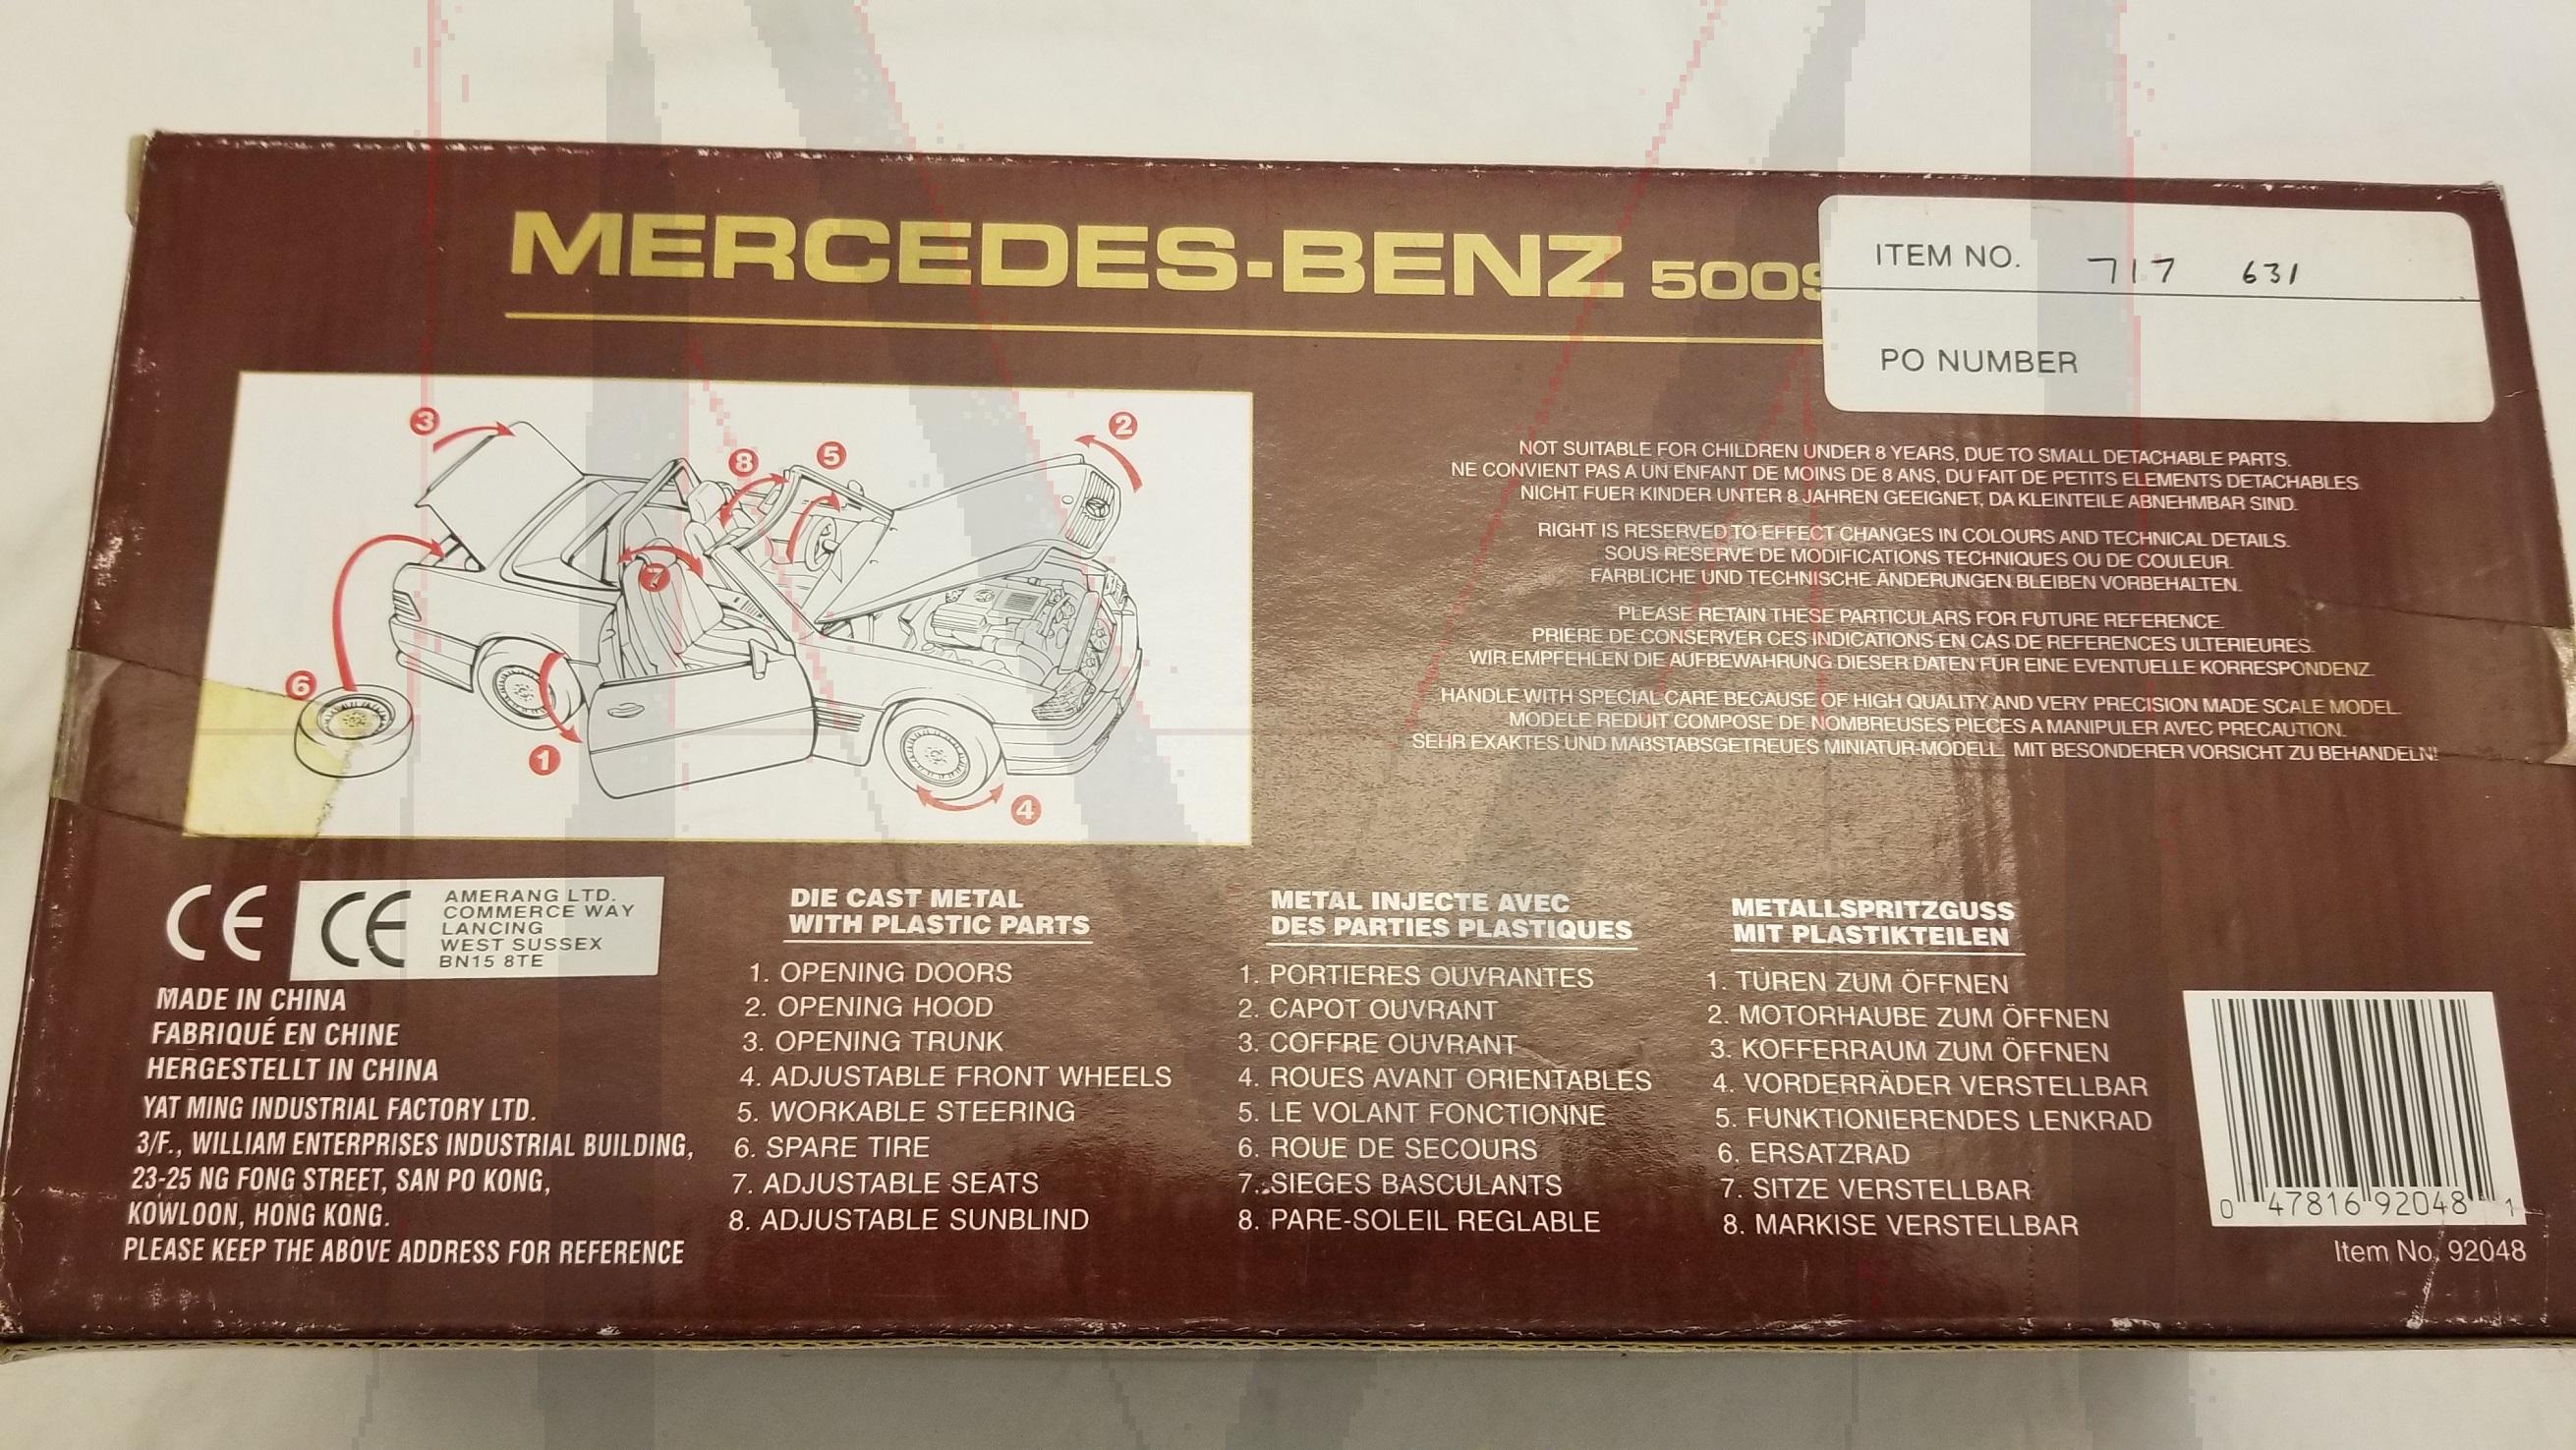 MERCEDES-BENZ 500S
ITEM NO. 717 631
PO NUMBER
3
2
8
5
7
6
1
4
NOT SUITABLE FOR CHILDREN UNDER 8 YEARS, DUE TO SMALL DETACHABLE PARTS.
NE CONVIENT PAS A UN ENFANT DE MOINS DE 8 ANS, DU FAIT DE PETITS ELEMENTS DETACHABLES.
NICHT FUER KINDER UNTER 8 JAHREN GEEIGNET, DA KLEINTEILE ABNEHMBAR SIND.
RIGHT IS RESERVED TO EFFECT CHANGES IN COLOURS AND TECHNICAL DETAILS.
SOUS RESERVE DE MODIFICATIONS TECHNIQUES OU DE COULEUR.
FARBLICHE UND TECHNISCHE ÄNDERUNGEN BLEIBEN VORBEHALTEN.
PLEASE RETAIN THESE PARTICULARS FOR FUTURE REFERENCE.
PRIERE DE CONSERVER CES INDICATIONS EN CAS DE REFERENCES ULTERIEURES.
WIR EMPFEHLEN DIE AUFBEWAHRUNG DIESER DATEN FÜR EINE EVENTUELLE KORRESPONDENZ.
HANDLE WITH SPECIAL CARE BECAUSE OF HIGH QUALITY AND VERY PRECISION MADE SCALE MODEL.
MODELE REDUIT COMPOSE DE NOMBREUSES PIECES A MANIPULER AVEC PRECAUTION.
SEHR EXAKTES UND MAßSTABSGETREUES MINIATUR-MODELL. MIT BESONDERER VORSICHT ZU BEHANDELN!
CE
CE
AMERANG LTD.
COMMERCE WAY
LANCING
WEST SUSSEX
BN15 8TE
MADE IN CHINA
FABRIQUÉ EN CHINE
HERGESTELLT IN CHINA
YAT MING INDUSTRIAL FACTORY LTD.
3/F., WILLIAM ENTERPRISES INDUSTRIAL BUILDING,
23-25 NG FONG STREET, SAN PO KONG,
KOWLOON, HONG KONG.
PLEASE KEEP THE ABOVE ADDRESS FOR REFERENCE
DIE CAST METAL
WITH PLASTIC PARTS
1. OPENING DOORS
2. OPENING HOOD
3. OPENING TRUNK
4. ADJUSTABLE FRONT WHEELS
5. WORKABLE STEERING
6. SPARE TIRE
7. ADJUSTABLE SEATS
8. ADJUSTABLE SUNBLIND
METAL INJECTE AVEC
DES PARTIES PLASTIQUES
1. PORTIERES OUVRANTES
2. CAPOT OUVRANT
3. COFFRE OUVRANT
4. ROUES AVANT ORIENTABLES
5. LE VOLANT FONCTIONNE
6. ROUE DE SECOURS
7. SIEGES BASCULANTS
8. PARE-SOLEIL REGLABLE
METALLSPRITZGUSS
MIT PLASTIKTEILEN
1. TÜREN ZUM ÖFFNEN
2. MOTORHAUBE ZUM ÖFFNEN
3. KOFFERRAUM ZUM ÖFFNEN
4. VORDERRÄDER VERSTELLBAR
5. FUNKTIONIERENDES LENKRAD
6. ERSATZRAD
7. SITZE VERSTELLBAR
8. MARKISE VERSTELLBAR
0 47816 92048 1
Item No. 92048